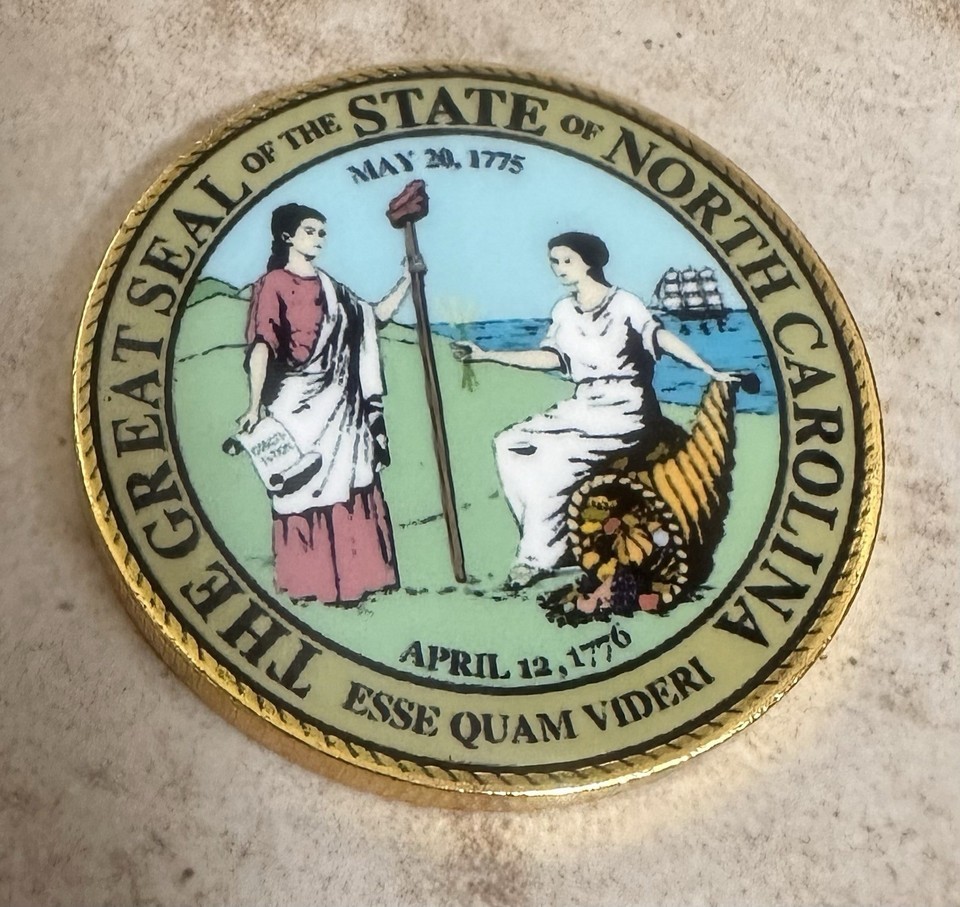 THE GREAT SEAL OF THE STATE OF NORTH CAROLINA
MAY 20, 1775
APRIL 12, 1776
ESSE QUAM VIDERI